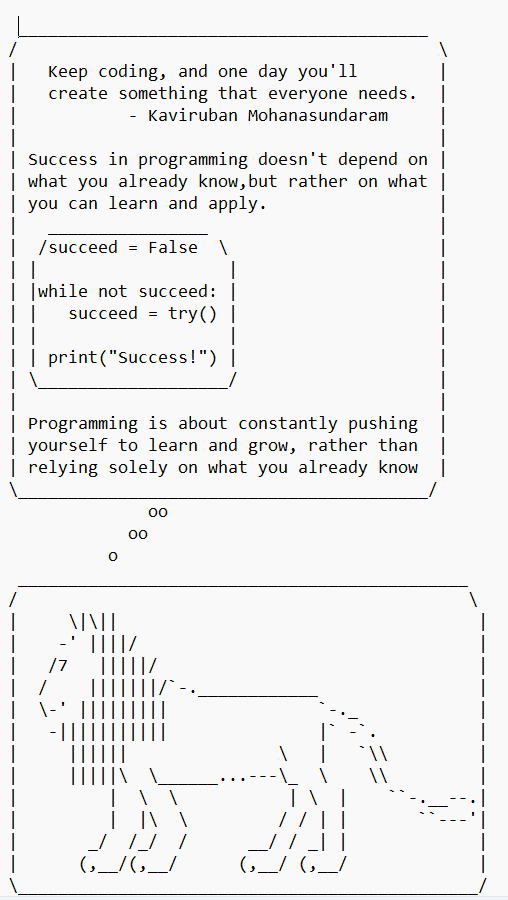 Keep coding, and one day you'll
create something that everyone needs.
- Kaviruban Mohanasundaram
Success in programming doesn't depend on
what you already know,but rather on what
you can learn and apply.
succeed = False
while not succeed:
succeed = try()
print("Success!")
Programming is about constantly pushing
yourself to learn and grow, rather than
relying solely on what you already know